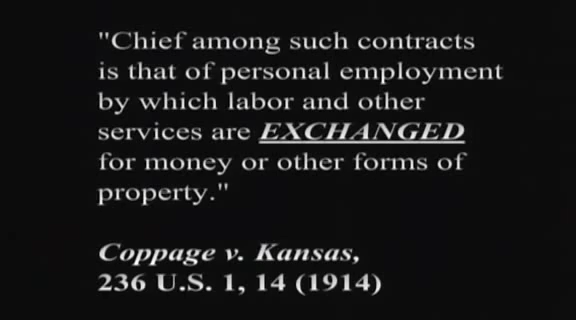 "Chief among such contracts
is that of personal employment
by which labor and other
services are EXCHANGED
for money or other forms of
property."
Coppage v. Kansas,
236 U.S. 1, 14 (1914)